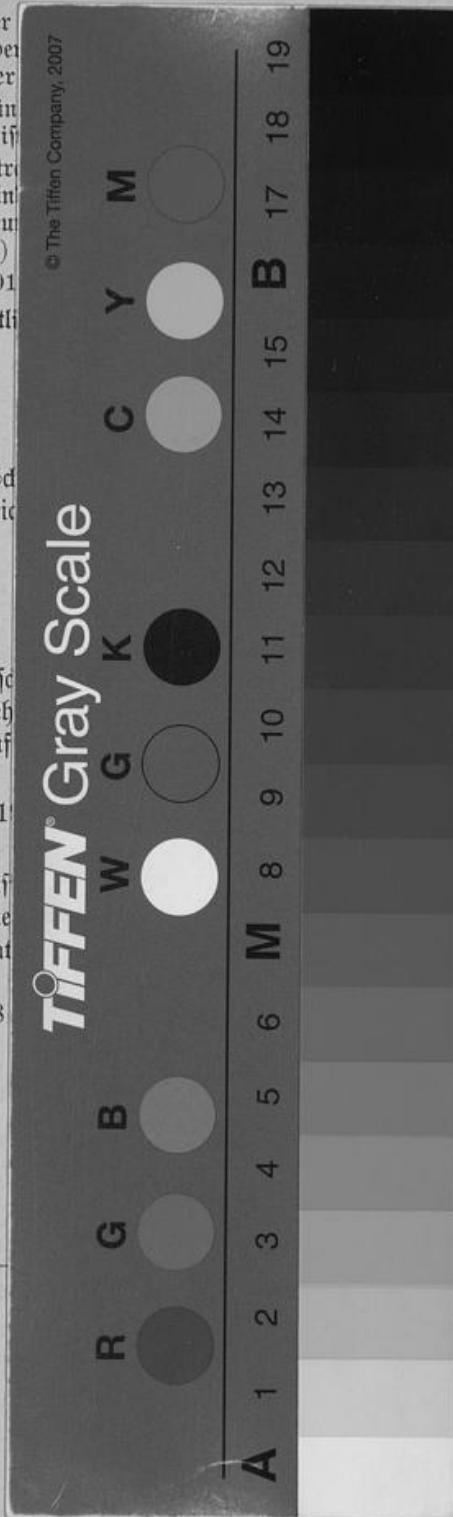 © The Tiffen Company, 2007
TIFFEN® Gray Scale
R G B W G K C Y M
A 1 2 3 4 5 6 M 8 9 10 11 12 13 14 15 B 17 18 19